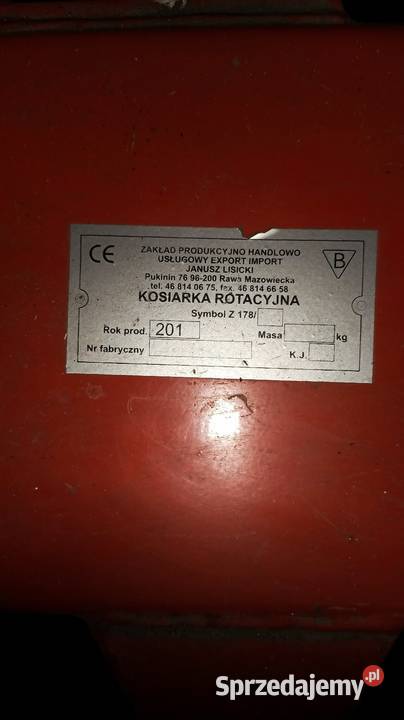 CE
ZAKŁAD PRODUKCYJNO HANDLOWO
USŁUGOWY EXPORT IMPORT
JANUSZ LISICKI
Pukinin 76 96-200 Rawa Mazowiecka
tel. 46 814 06 75, fax. 46 814 66 58
B
KOSIARKA ROTACYJNA
Symbol Z 178/
Rok prod. 201 Masa kg
Nr fabryczny K.J.
Sprzedajemy.pl